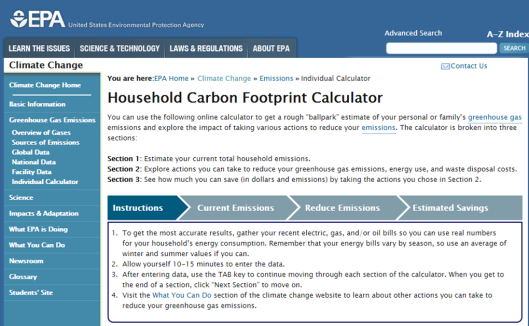 EPA United States Environmental Protection Agency
Advanced Search
A-Z Index
LEARN THE ISSUES SCIENCE & TECHNOLOGY LAWS & REGULATIONS ABOUT EPA
SEARCH
Climate Change
Contact Us
Climate Change Home
Basic Information
Greenhouse Gas Emissions
Overview of Gases
Sources of Emissions
Global Data
National Data
Facility Data
Individual Calculator
Science
Impacts & Adaptation
What EPA is Doing
What You Can Do
Newsroom
Glossary
Students' Site
You are here:EPA Home » Climate Change » Emissions » Individual Calculator
Household Carbon Footprint Calculator
You can use the following online calculator to get a rough "ballpark" estimate of your personal or family's greenhouse gas
emissions and explore the impact of taking various actions to reduce your emissions. The calculator is broken into three
sections:
Section 1: Estimate your current total household emissions.
Section 2: Explore actions you can take to reduce your greenhouse gas emissions, energy use, and waste disposal costs.
Section 3: See how much you can save (in dollars and emissions) by taking the actions you chose in Section 2.
Instructions Current Emissions Reduce Emissions Estimated Savings
1. To get the most accurate results, gather your recent electric, gas, and/or oil bills so you can use real numbers
for your household's energy consumption. Remember that your energy bills vary by season, so use an average of
winter and summer values if you can.
2. Allow yourself 10-15 minutes to enter the data.
3. After entering data, use the TAB key to continue moving through each section of the calculator. When you get to
the end of a section, click "Next Section" to move on.
4. Visit the What You Can Do section of the climate change website to learn about other actions you can take to
reduce your greenhouse gas emissions.